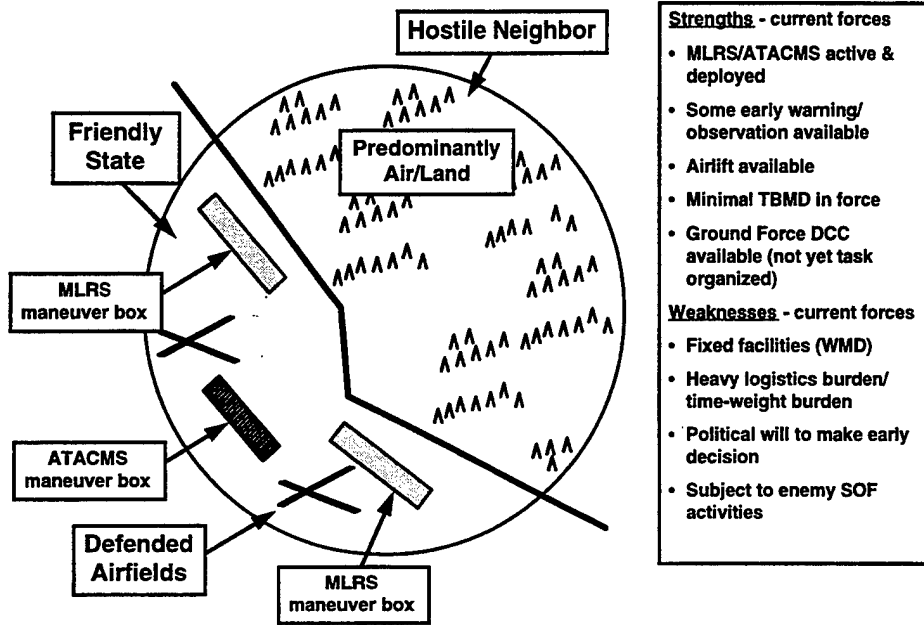 Hostile Neighbor
Friendly
State
Predominantly
Air/Land
MLRS
maneuver box
ATACMS
maneuver box
Defended
Airfields
MLRS
maneuver box
Strengths - current forces
• MLRS/ATACMS active &
deployed
• Some early warning/
observation available
• Airlift available
• Minimal TBMD in force
• Ground Force DCC
available (not yet task
organized)
Weaknesses - current forces
• Fixed facilities (WMD)
• Heavy logistics burden/
time-weight burden
• Political will to make early
decision
• Subject to enemy SOF
activities